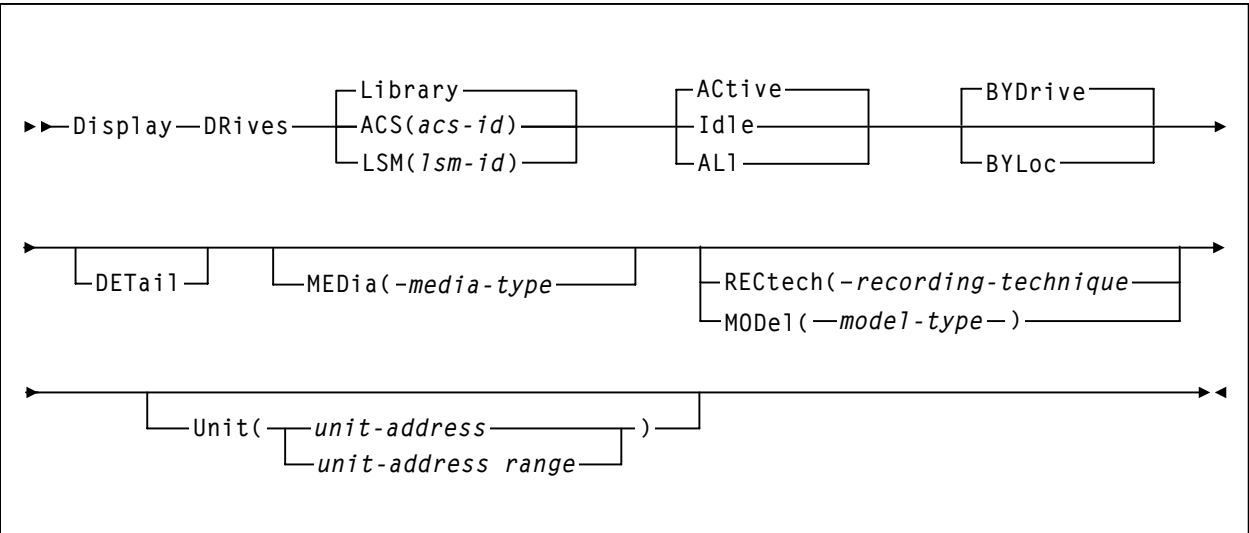 Library ACtive BYDrive
Display DRives ACS(acs-id) Idle
LSM(lsm-id) ALl BYLoc
DETail MEDia(media-type RECtech(recording-technique
MODel(model-type)
Unit( unit-address )
unit-address range